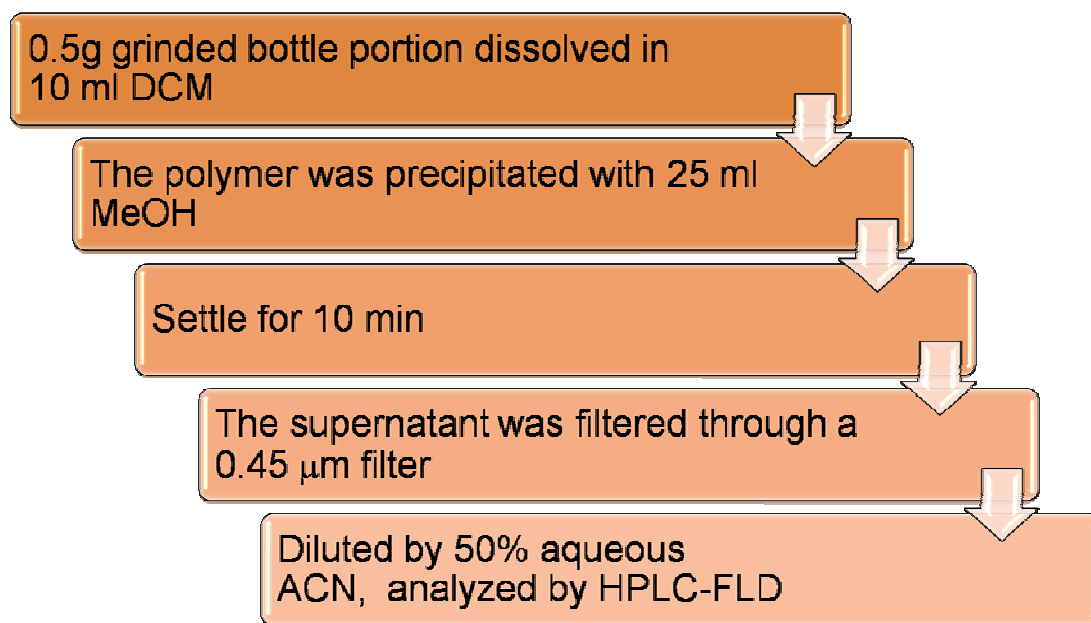 0.5g grinded bottle portion dissolved in
10 ml DCM
The polymer was precipitated with 25 ml
MeOH
Settle for 10 min
The supernatant was filtered through a
0.45 μm filter
Diluted by 50% aqueous
ACN,  analyzed by HPLC-FLD